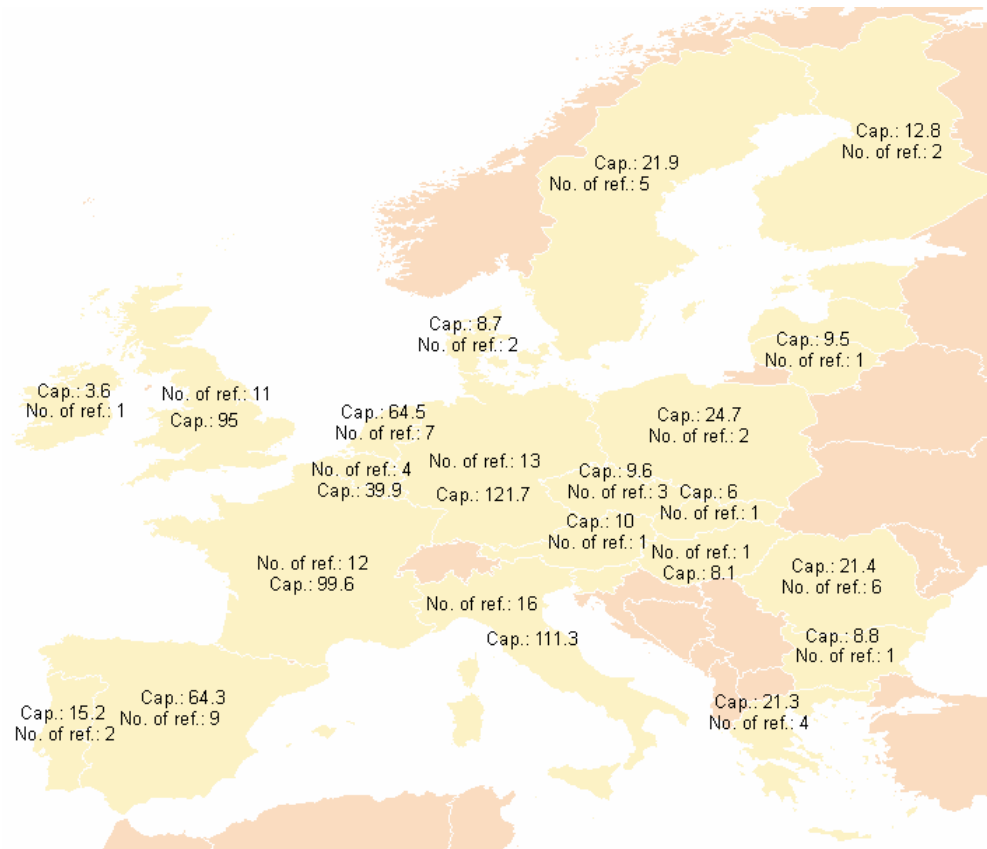 Cap.: 12.8
No. of ref.: 2
Cap.: 21.9
No. of ref.: 5
Cap.: 8.7
No. of ref.: 2
Cap.: 9.5
No. of ref.: 1
Cap.: 3.6
No. of ref.: 1
No. of ref.: 11
Cap.: 95
Cap.: 64.5
No. of ref.: 7
Cap.: 24.7
No. of ref.: 2
No. of ref.: 4
Cap.: 39.9
No. of ref.: 13
Cap.: 121.7
Cap.: 9.6
No. of ref.: 3
Cap.: 6
No. of ref.: 1
Cap.: 10
No. of ref.: 1
No. of ref.: 1
Cap.: 8.1
No. of ref.: 12
Cap.: 99.6
Cap.: 21.4
No. of ref.: 6
No. of ref.: 16
Cap.: 111.3
Cap.: 8.8
No. of ref.: 1
Cap.: 15.2
No. of ref.: 2
Cap.: 64.3
No. of ref.: 9
Cap.: 21.3
No. of ref.: 4